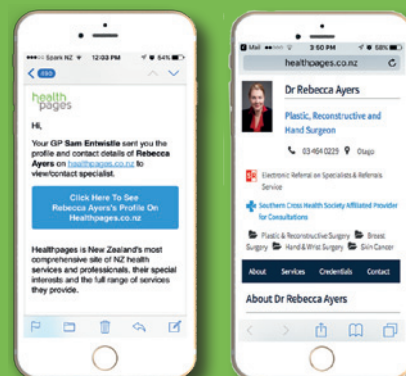 Spark NZ 12:03 PM 54%
health
pages
Hi,
Your GP Sam Entwistle sent you the
profile and contact details of Rebecca
Ayers on healthpages.co.nz to
view/contact specialist.
Click Here To See
Rebecca Ayers's Profile On
Healthpages.co.nz
Healthpages is New Zealand's most
comprehensive site of NZ health
services and professionals, their special
interests and the full range of services
they provide.
Mail 3:50 PM 58%
healthpages.co.nz
Dr Rebecca Ayers
Plastic, Reconstructive and
Hand Surgeon
03 464 0229 Otago
Electronic Referral on Specialists & Referrals
Service
Southern Cross Health Society Affiliated Provider
for Consultations
Plastic & Reconstructive Surgery Breast
Surgery Hand & Wrist Surgery Skin Cancer
About Services Credentials Contact
About Dr Rebecca Ayers